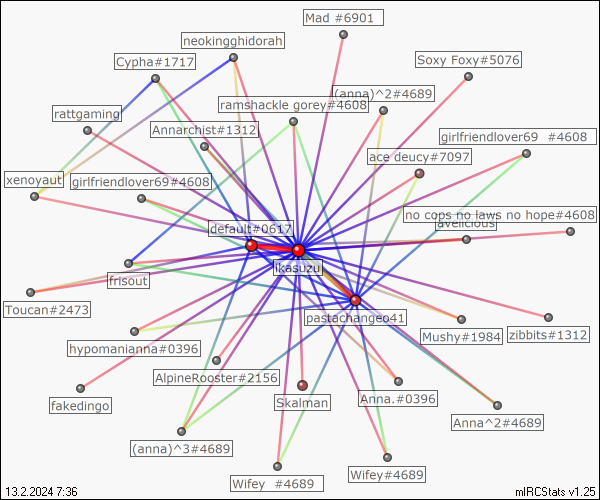 Mad #6901
neokingghidorah
Cypha#1717
Soxy Foxy#5076
(anna)^2#4689
ramshackle gorey#4608
rattgaming
Annarchist#1312
girlfriendlover69 #4608
ace deucy#7097
xenoyaut
girlfriendlover69#4608
no cops no laws no hope#4608
lavelicious
default#0617
ikasuzu
frisout
Toucan#2473
pastachangeo41
Mushy#1984
zibbits#1312
hypomanianna#0396
AlpineRooster#2156
fakedingo
Skalman
Anna.#0396
Anna^2#4689
(anna)^3#4689
Wifey #4689
Wifey#4689
13.2.2024 7:36
mIRCStats v1.25